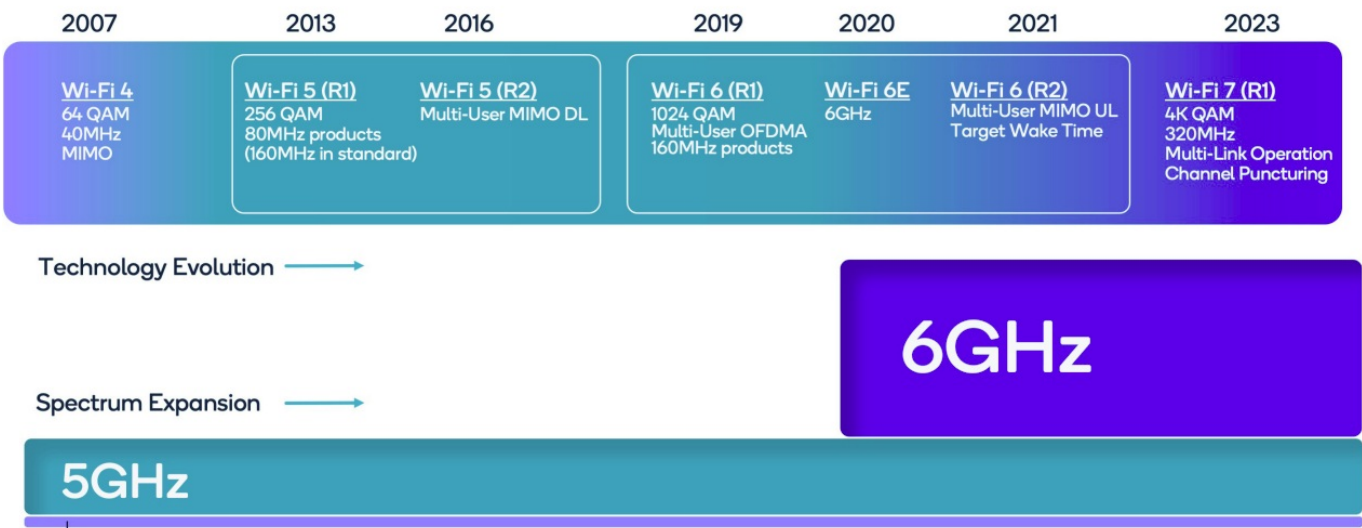 2007 2013 2016 2019 2020 2021 2023
Wi-Fi 4
64 QAM
40MHz
MIMO
Wi-Fi 5 (R1)
256 QAM
80MHz products
(160MHz in standard)
Wi-Fi 5 (R2)
Multi-User MIMO DL
Wi-Fi 6 (R1)
1024 QAM
Multi-User OFDMA
160MHz products
Wi-Fi 6E
6GHz
Wi-Fi 6 (R2)
Multi-User MIMO UL
Target Wake Time
Wi-Fi 7 (R1)
4K QAM
320MHz
Multi-Link Operation
Channel Puncturing
Technology Evolution
6GHz
Spectrum Expansion
5GHz